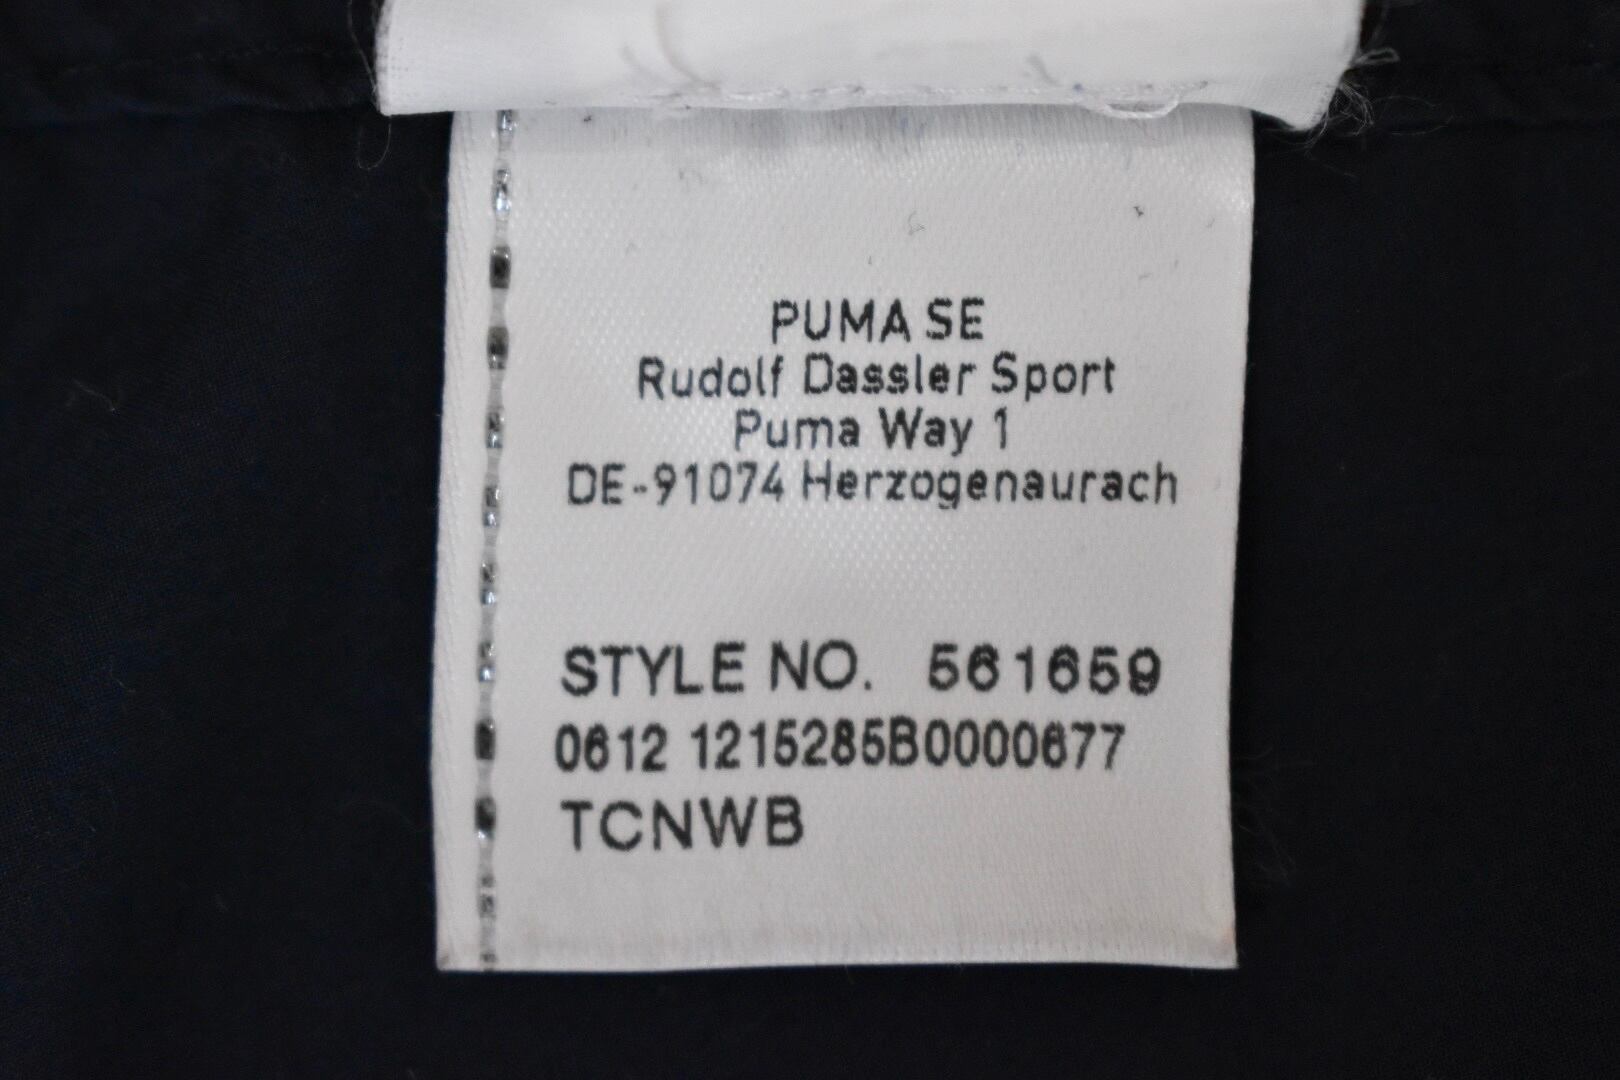 PUMA SE
Rudolf Dassler Sport
Puma Way 1
DE-91074 Herzogenaurach
STYLE NO. 561659
0612 1215285B0000677
TCNWB